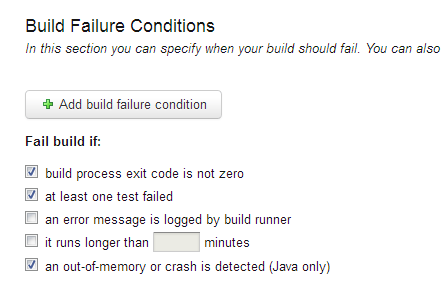 Build Failure Conditions
In this section you can specify when your build should fail. You can also
Add build failure condition
Fail build if:
build process exit code is not zero
at least one test failed
an error message is logged by build runner
it runs longer than minutes
an out-of-memory or crash is detected (Java only)